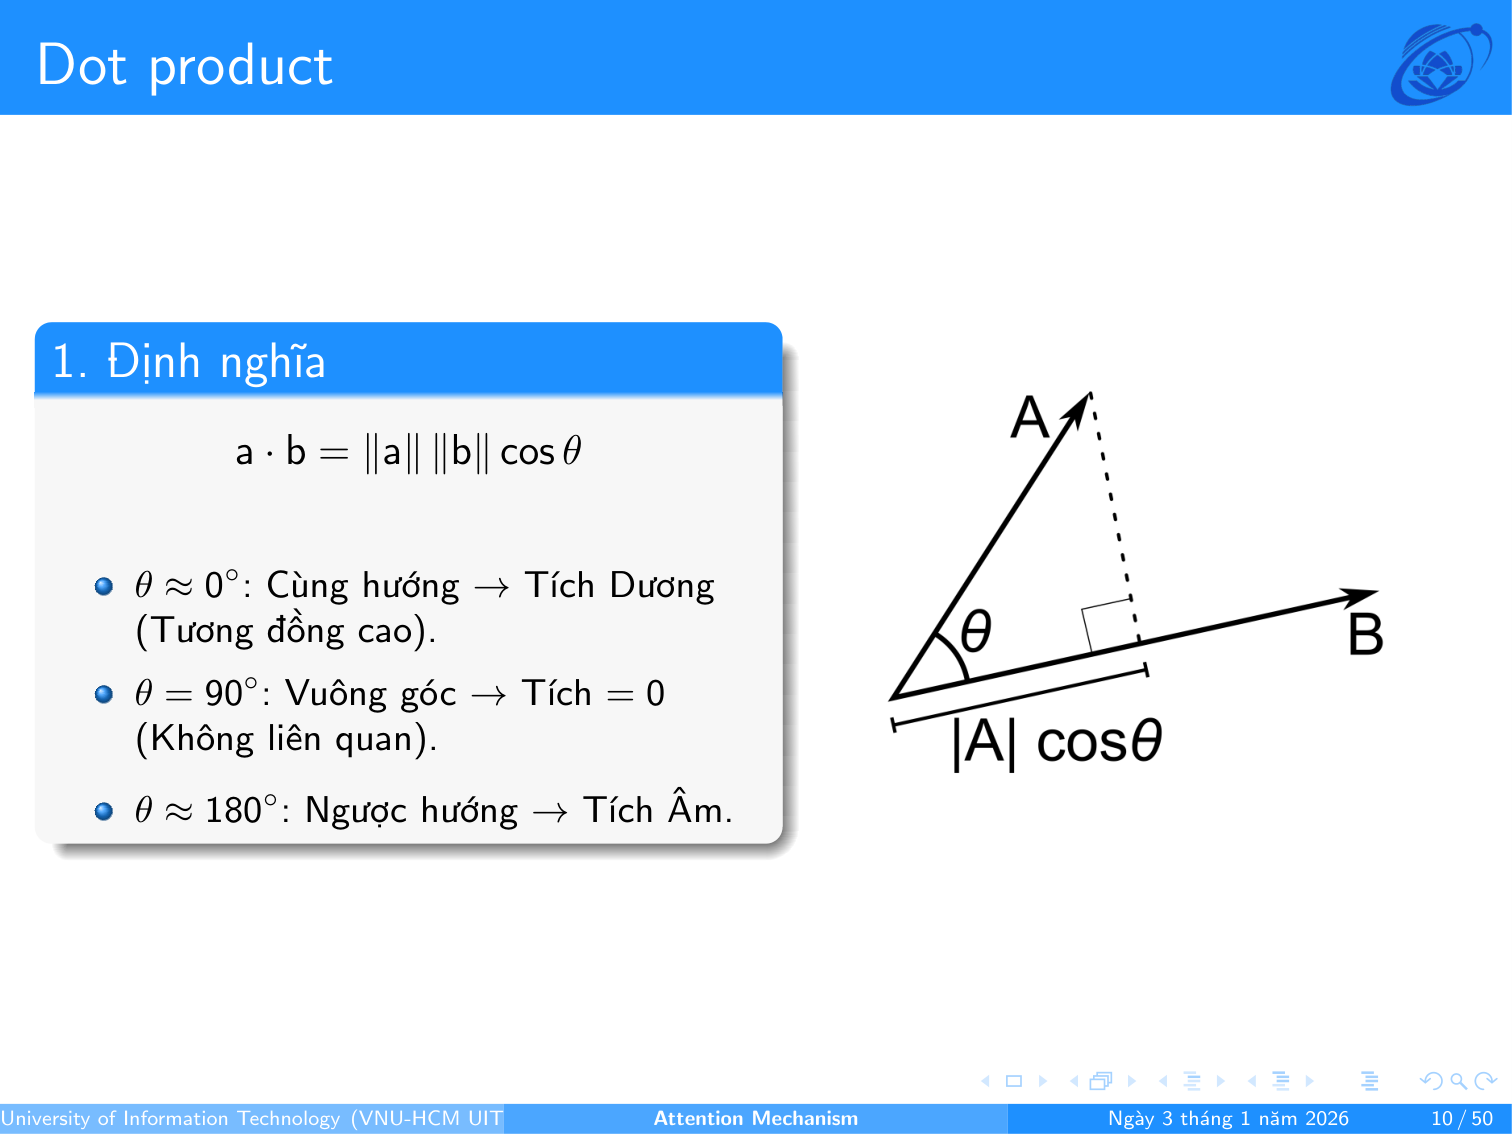 Dot product
1. Định nghĩa
a · b = ‖a‖ ‖b‖ cos θ
θ ≈ 0°: Cùng hướng → Tích Dương
(Tương đồng cao).
θ = 90°: Vuông góc → Tích = 0
(Không liên quan).
θ ≈ 180°: Ngược hướng → Tích Âm.
A
θ
B
|A| cosθ
University of Information Technology (VNU-HCM UIT
Attention Mechanism
Ngày 3 tháng 1 năm 2026
10 / 50